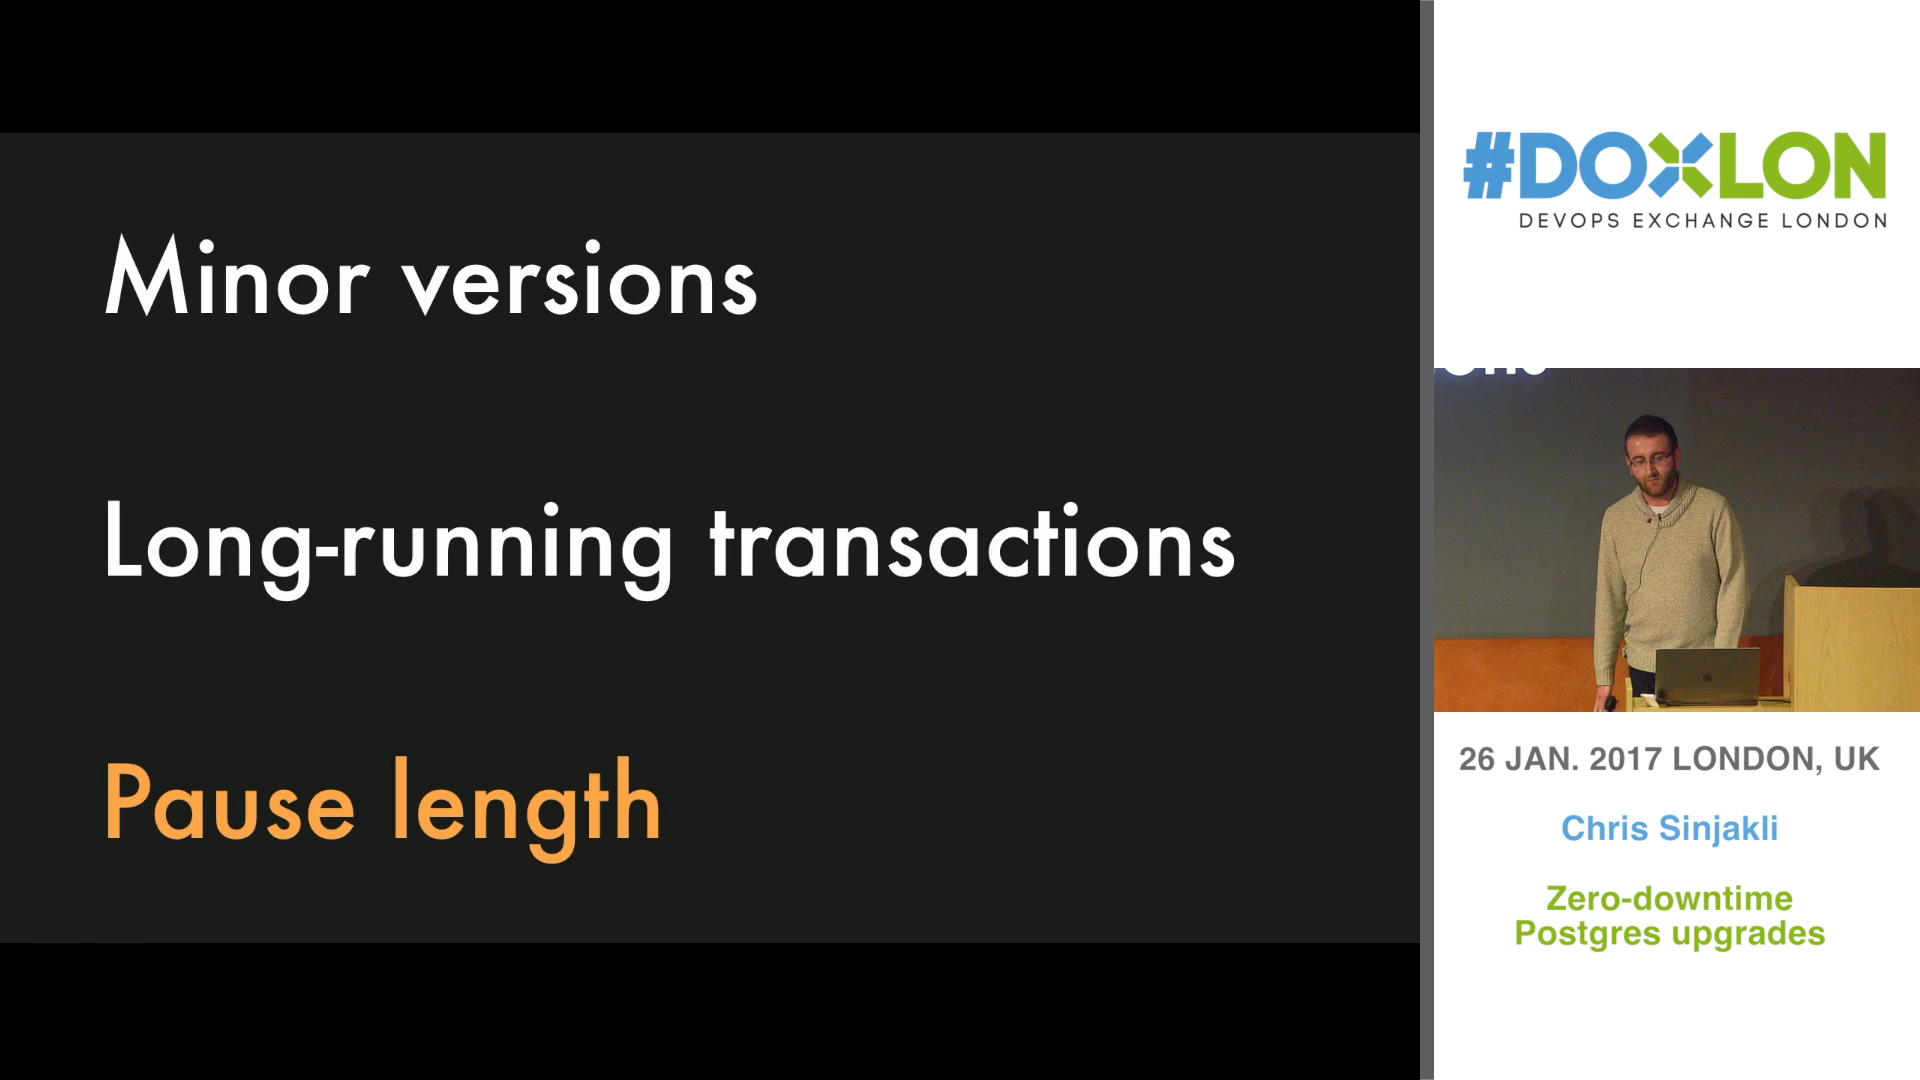 Minor versions
Long-running transactions
Pause length
#DOXLON
DEVOPS EXCHANGE LONDON
26 JAN. 2017 LONDON, UK
Chris Sinjakli
Zero-downtime
Postgres upgrades